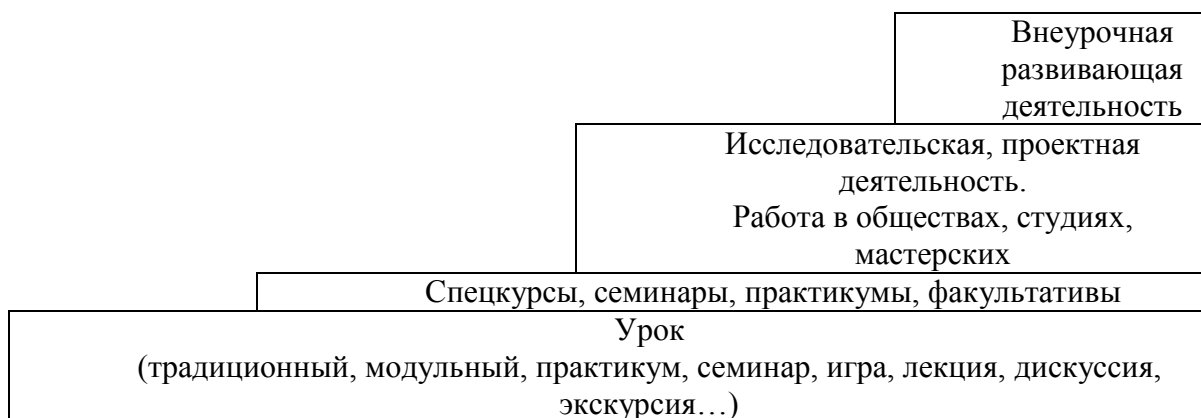 Внеурочная
развивающая
деятельность
Исследовательская, проектная
деятельность.
Работа в обществах, студиях,
мастерских
Спецкурсы, семинары, практикумы, факультативы
Урок
(традиционный, модульный, практикум, семинар, игра, лекция, дискуссия,
экскурсия…)